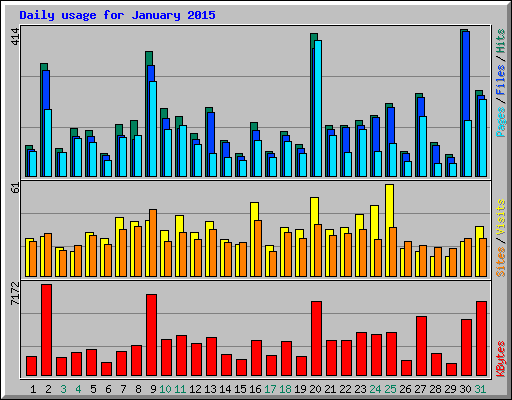 Daily usage for January 2015
414
Pages / Files / Hits
61
Sites / Visits
7172
KBytes
1 2 3 4 5 6 7 8 9 10 11 12 13 14 15 16 17 18 19 20 21 22 23 24 25 26 27 28 29 30 31